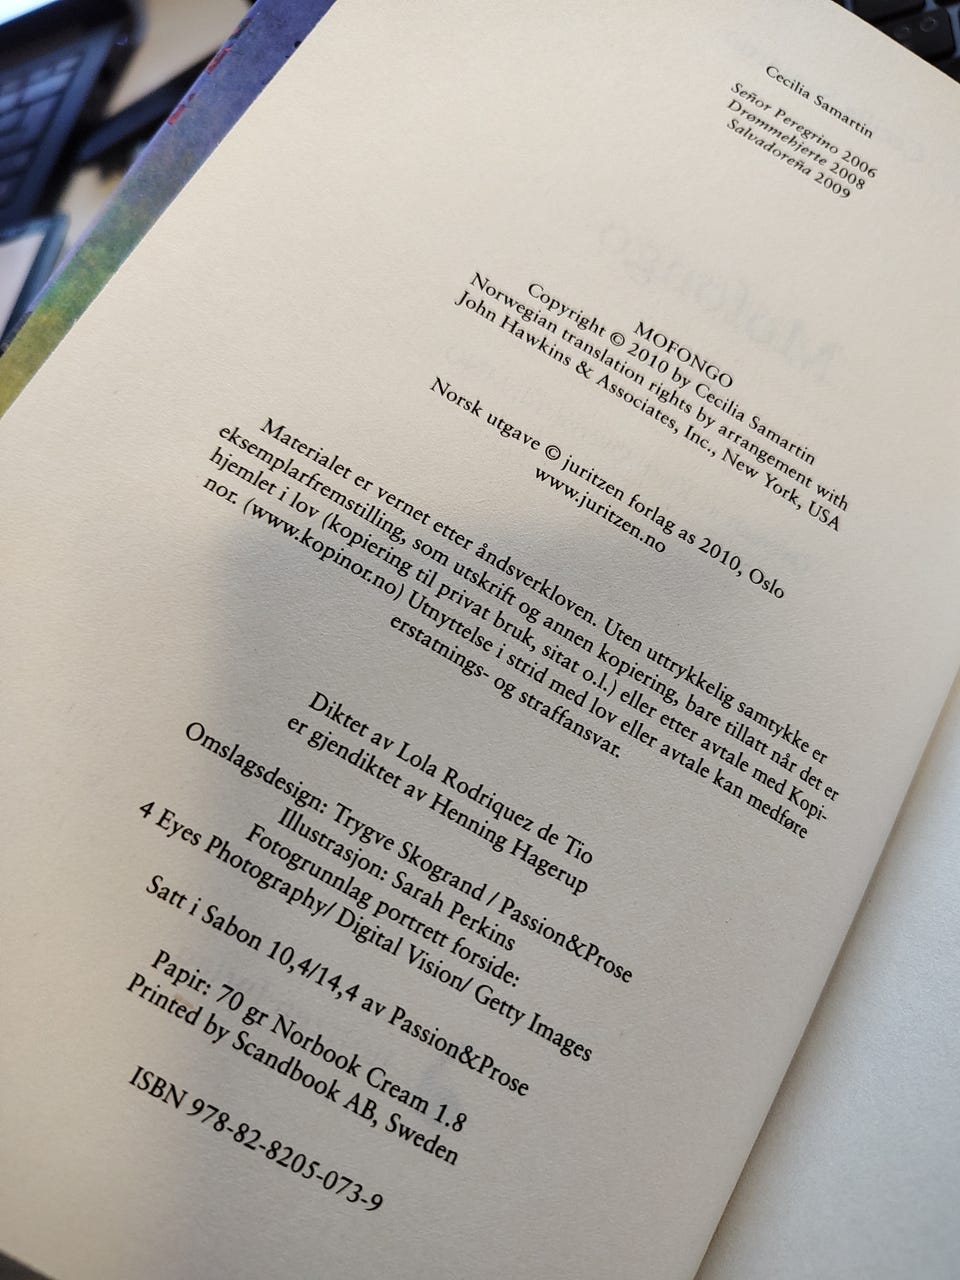 Cecilia Samartin
Señor Peregrino 2006
Drømmehjerte 2008
Salvadoreña 2009
MOFONGO
Copyright © 2010 by Cecilia Samartin
Norwegian translation rights by arrangement with
John Hawkins & Associates, Inc., New York, USA
Norsk utgave © juritzen forlag as 2010, Oslo
www.juritzen.no
Materialet er vernet etter åndsverkloven. Uten uttrykkelig samtykke er
eksemplarfremstilling, som utskrift og annen kopiering, bare tillatt når det er
hjemlet i lov (kopiering til privat bruk, sitat o.l.) eller etter avtale med Kopi-
nor. (www.kopinor.no) Utnyttelse i strid med lov eller avtale kan medføre
erstatnings- og straffansvar.
Diktet av Lola Rodriquez de Tio
er gjendiktet av Henning Hagerup
Omslagsdesign: Trygve Skogrand / Passion&Prose
Illustrasjon: Sarah Perkins
Fotogrunnlag portrett forside:
4 Eyes Photography/ Digital Vision/ Getty Images
Satt i Sabon 10,4/14,4 av Passion&Prose
Papir: 70 gr Norbook Cream 1.8
Printed by Scandbook AB, Sweden
ISBN 978-82-8205-073-9